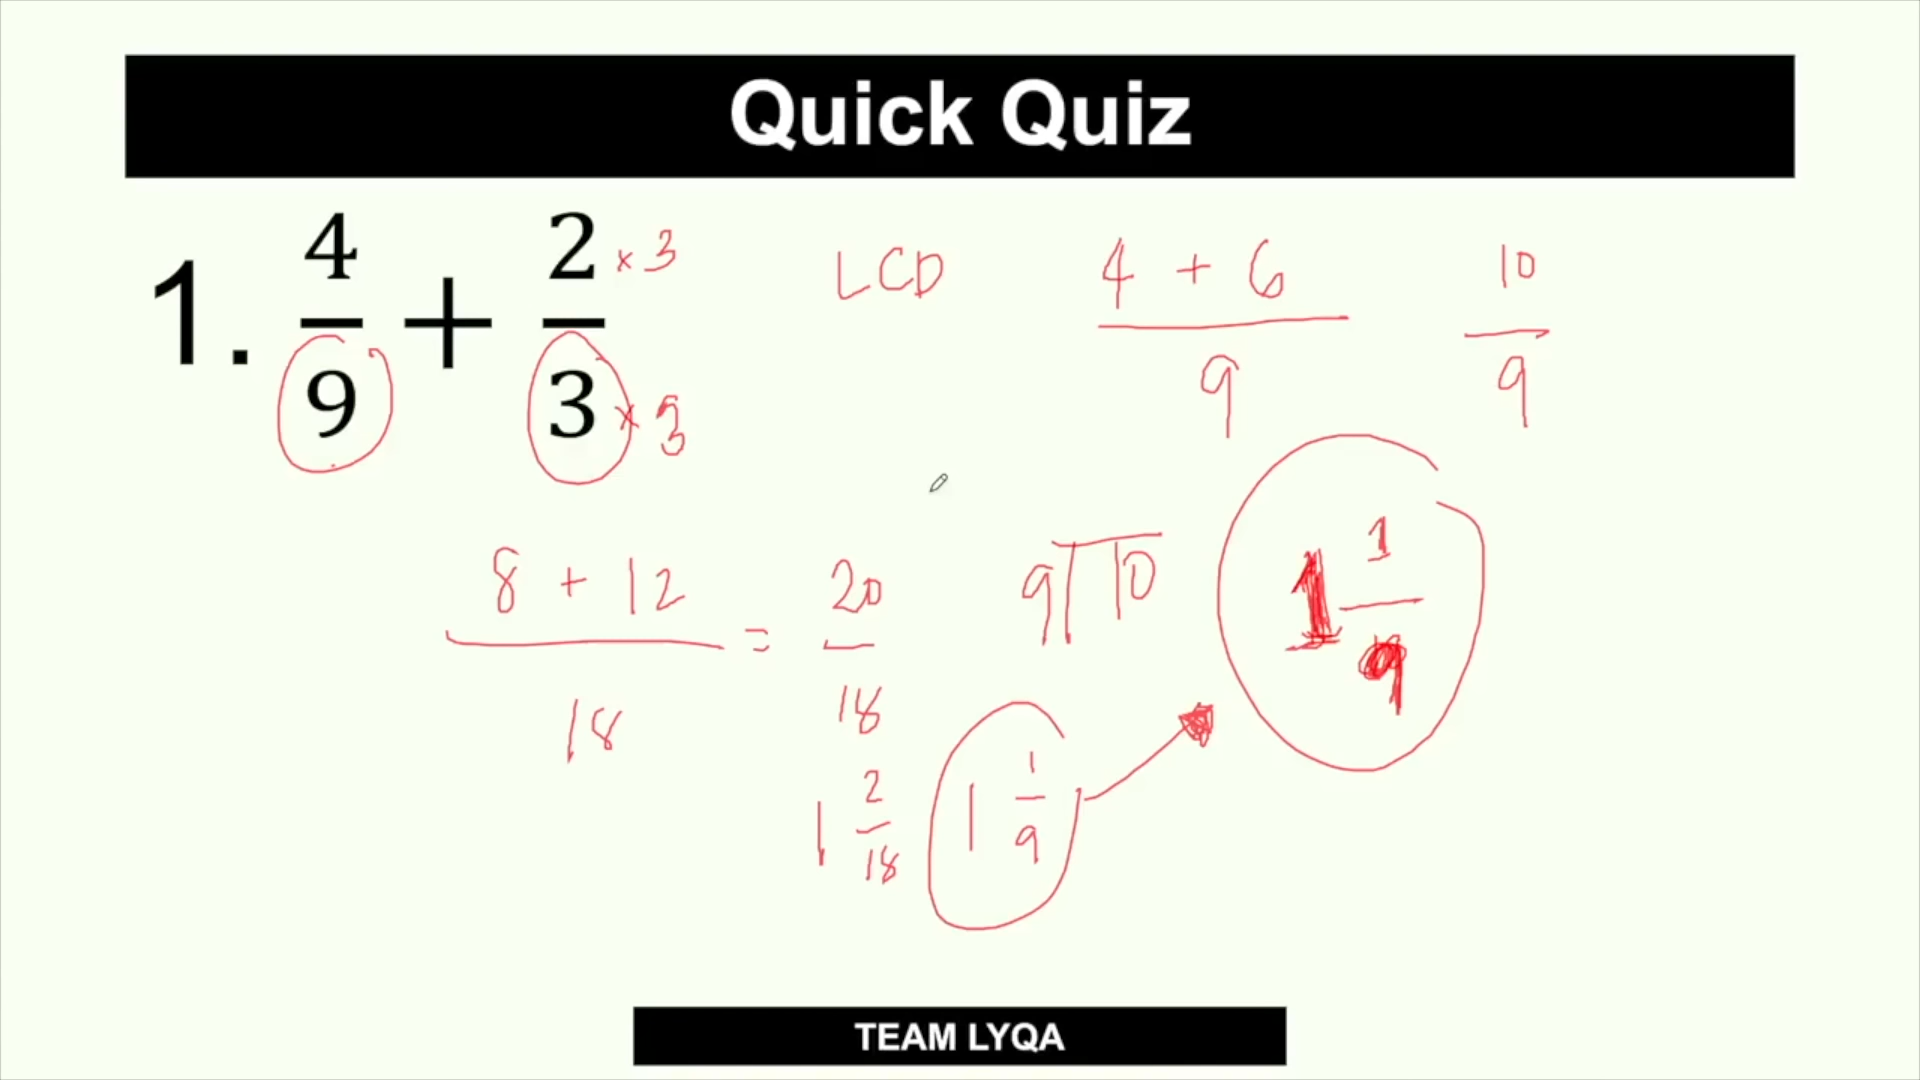 Quick Quiz
1. 4/9 + 2/3 × 3 × 3
LCD
4 + 6 / 9
10 / 9
8 + 12 / 18 = 20 / 18
9 10
1 1/9
1 2/18
1 1/9
TEAM LYQA